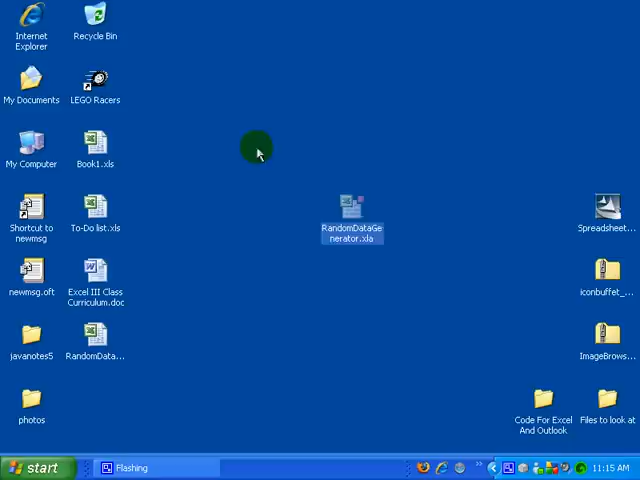 Internet
Explorer
Recycle Bin
My Documents
LEGO Racers
My Computer
Book1.xls
Shortcut to
newmsg
To-Do list.xls
RandomDataGe
nerator.xla
Spreadsheet...
newmsg.oft
Excel III Class
Curriculum.doc
iconbuffet_...
javanotes5
RandomData...
ImageBrows...
photos
Code For Excel
And Outlook
Files to look at
start
Flashing
11:15 AM